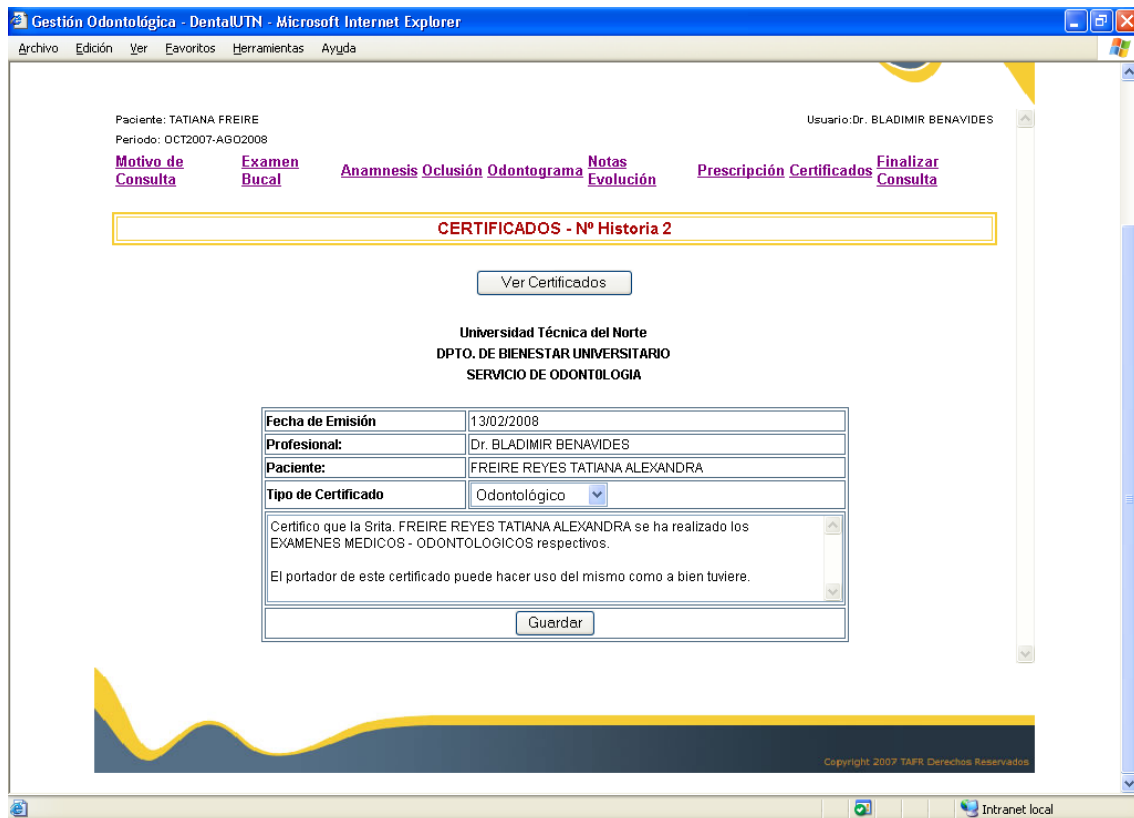 Gestión Odontológica - DentalUTN - Microsoft Internet Explorer
Archivo Edición Ver Favoritos Herramientas Ayuda
Paciente: TATIANA FREIRE Usuario:Dr. BLADIMIR BENAVIDES
Periodo: OCT2007-AGO2008
Motivo de Consulta Examen Bucal Anamnesis Oclusión Odontograma Notas Evolución Prescripción Certificados Finalizar Consulta
CERTIFICADOS - Nº Historia 2
Ver Certificados
Universidad Técnica del Norte
DPTO. DE BIENESTAR UNIVERSITARIO
SERVICIO DE ODONT0LOGIA
Fecha de Emisión 13/02/2008
Profesional: Dr. BLADIMIR BENAVIDES
Paciente: FREIRE REYES TATIANA ALEXANDRA
Tipo de Certificado Odontológico
Certifico que la Srita. FREIRE REYES TATIANA ALEXANDRA se ha realizado los
EXAMENES MEDICOS - ODONTOLOGICOS respectivos.
El portador de este certificado puede hacer uso del mismo como a bien tuviere.
Guardar
Copyright 2007 TAFR Derechos Reservados
Intranet local